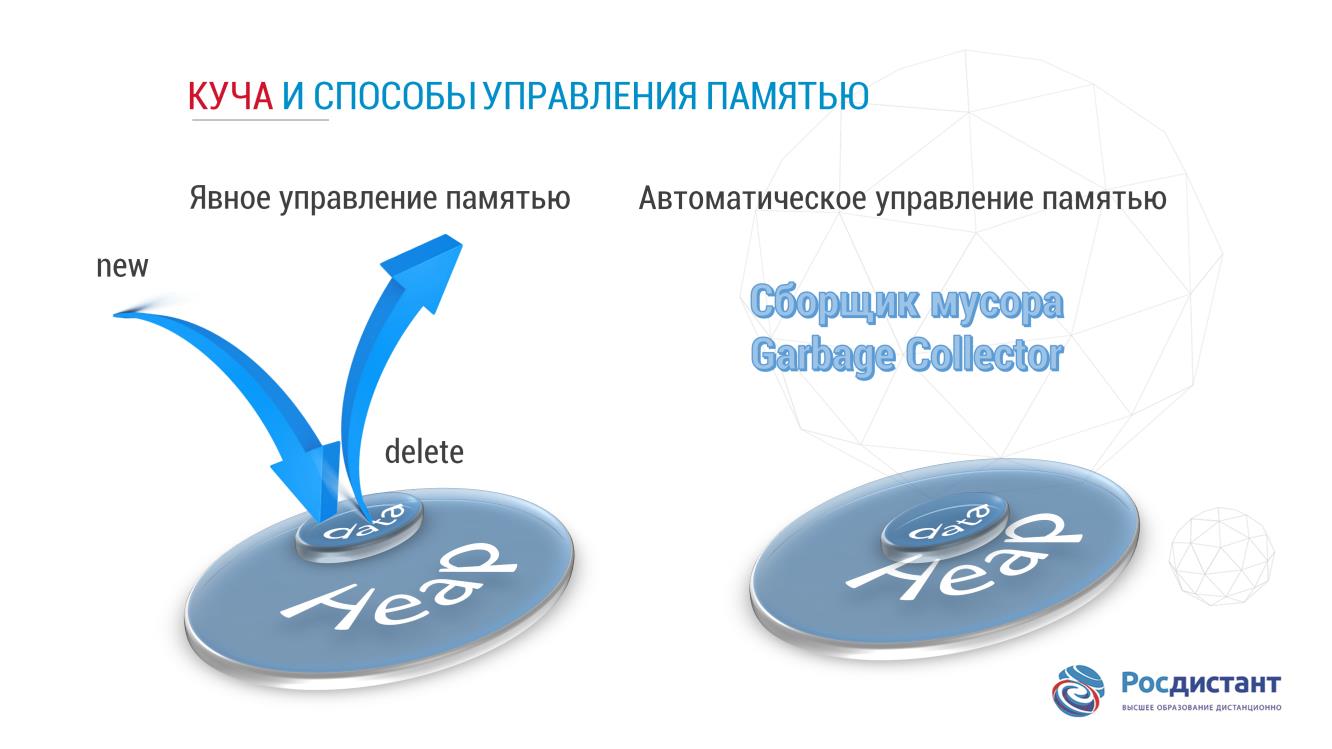 КУЧА И СПОСОБЫ УПРАВЛЕНИЯ ПАМЯТЬЮ
Явное управление памятью
new
delete
data
Heap
Автоматическое управление памятью
Сборщик мусора
Garbage Collector
data
Heap
Росдистант
ВЫСШЕЕ ОБРАЗОВАНИЕ ДИСТАНЦИОННО